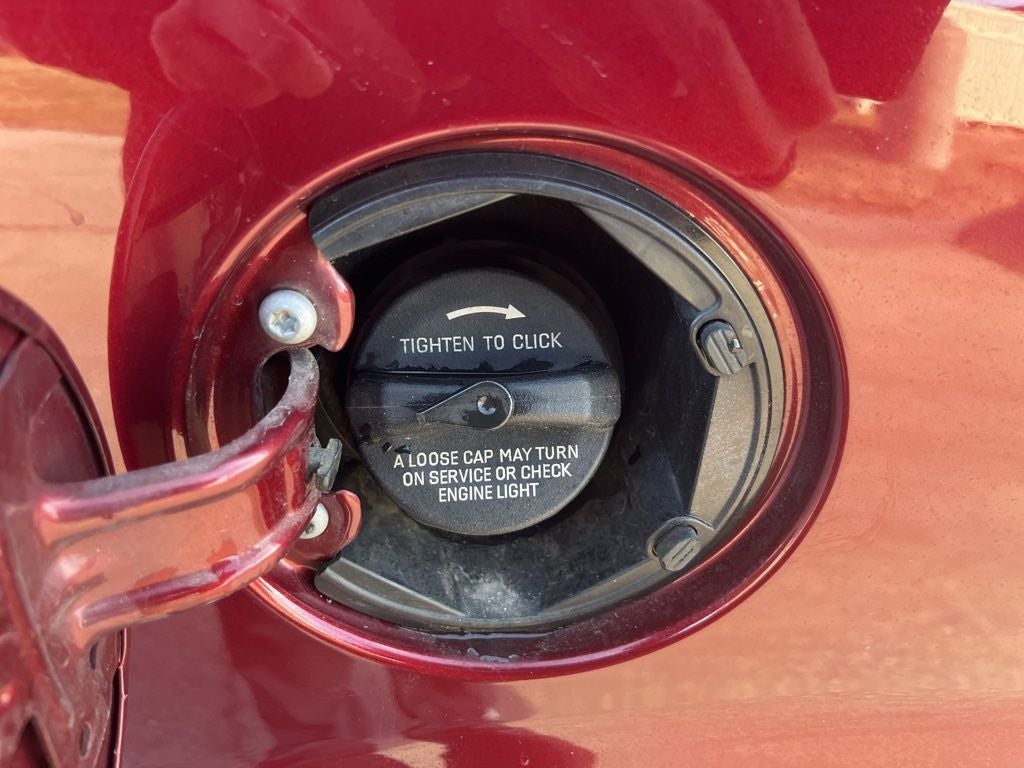 TIGHTEN TO CLICK
A LOOSE CAP MAY TURN
ON SERVICE OR CHECK
ENGINE LIGHT